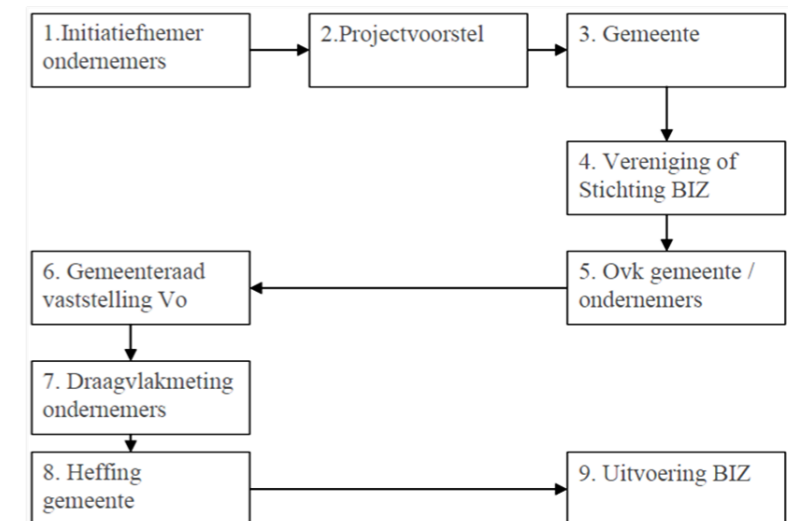 1.Initiatiefnemer
ondernemers
2.Projectvoorstel
3. Gemeente
4. Vereniging of
Stichting BIZ
5. Ovk gemeente /
ondernemers
6. Gemeenteraad
vaststelling Vo
7. Draagvlakmeting
ondernemers
8. Heffing
gemeente
9. Uitvoering BIZ